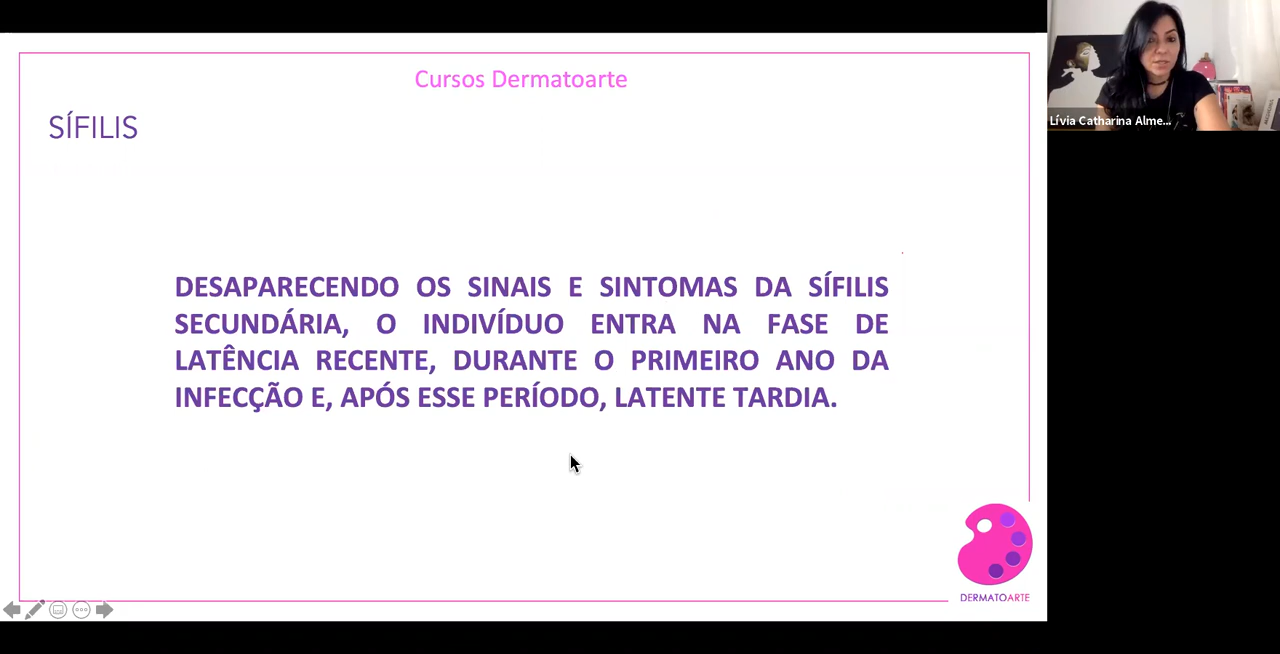 Cursos Dermatoarte
SÍFILIS
DESAPARECENDO OS SINAIS E SINTOMAS DA SÍFILIS
SECUNDÁRIA, O INDIVÍDUO ENTRA NA FASE DE
LATÊNCIA RECENTE, DURANTE O PRIMEIRO ANO DA
INFECÇÃO E, APÓS ESSE PERÍODO, LATENTE TARDIA.
DERMATOARTE
Lívia Catharina Alme...